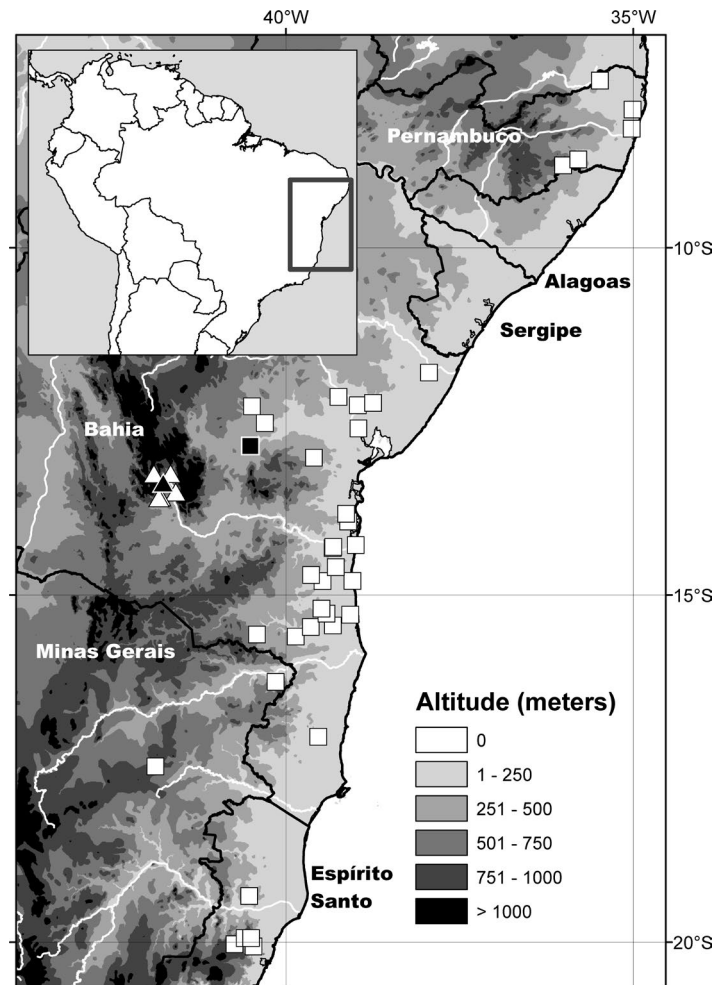 40°W
35°W
Pernambuco
10°S
Alagoas
Sergipe
Bahia
15°S
Minas Gerais
Altitude (meters)
0
1 - 250
251 - 500
501 - 750
751 - 1000
> 1000
Espírito
Santo
20°S